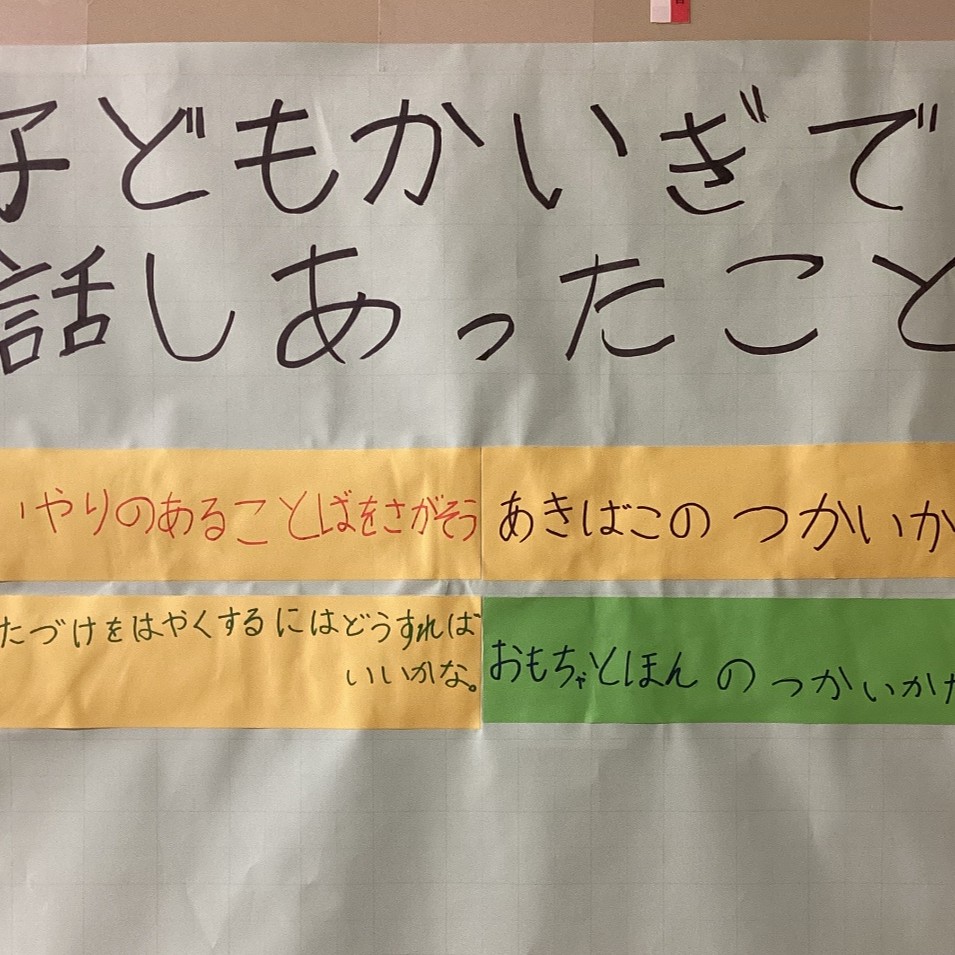 子どもかいぎで
話しあったこと
いやりのあることばをさがそう
あきばこのつかいか
たづけをはやくするにはどうすれば
いいかな。
おもちゃとほんのつかいかた